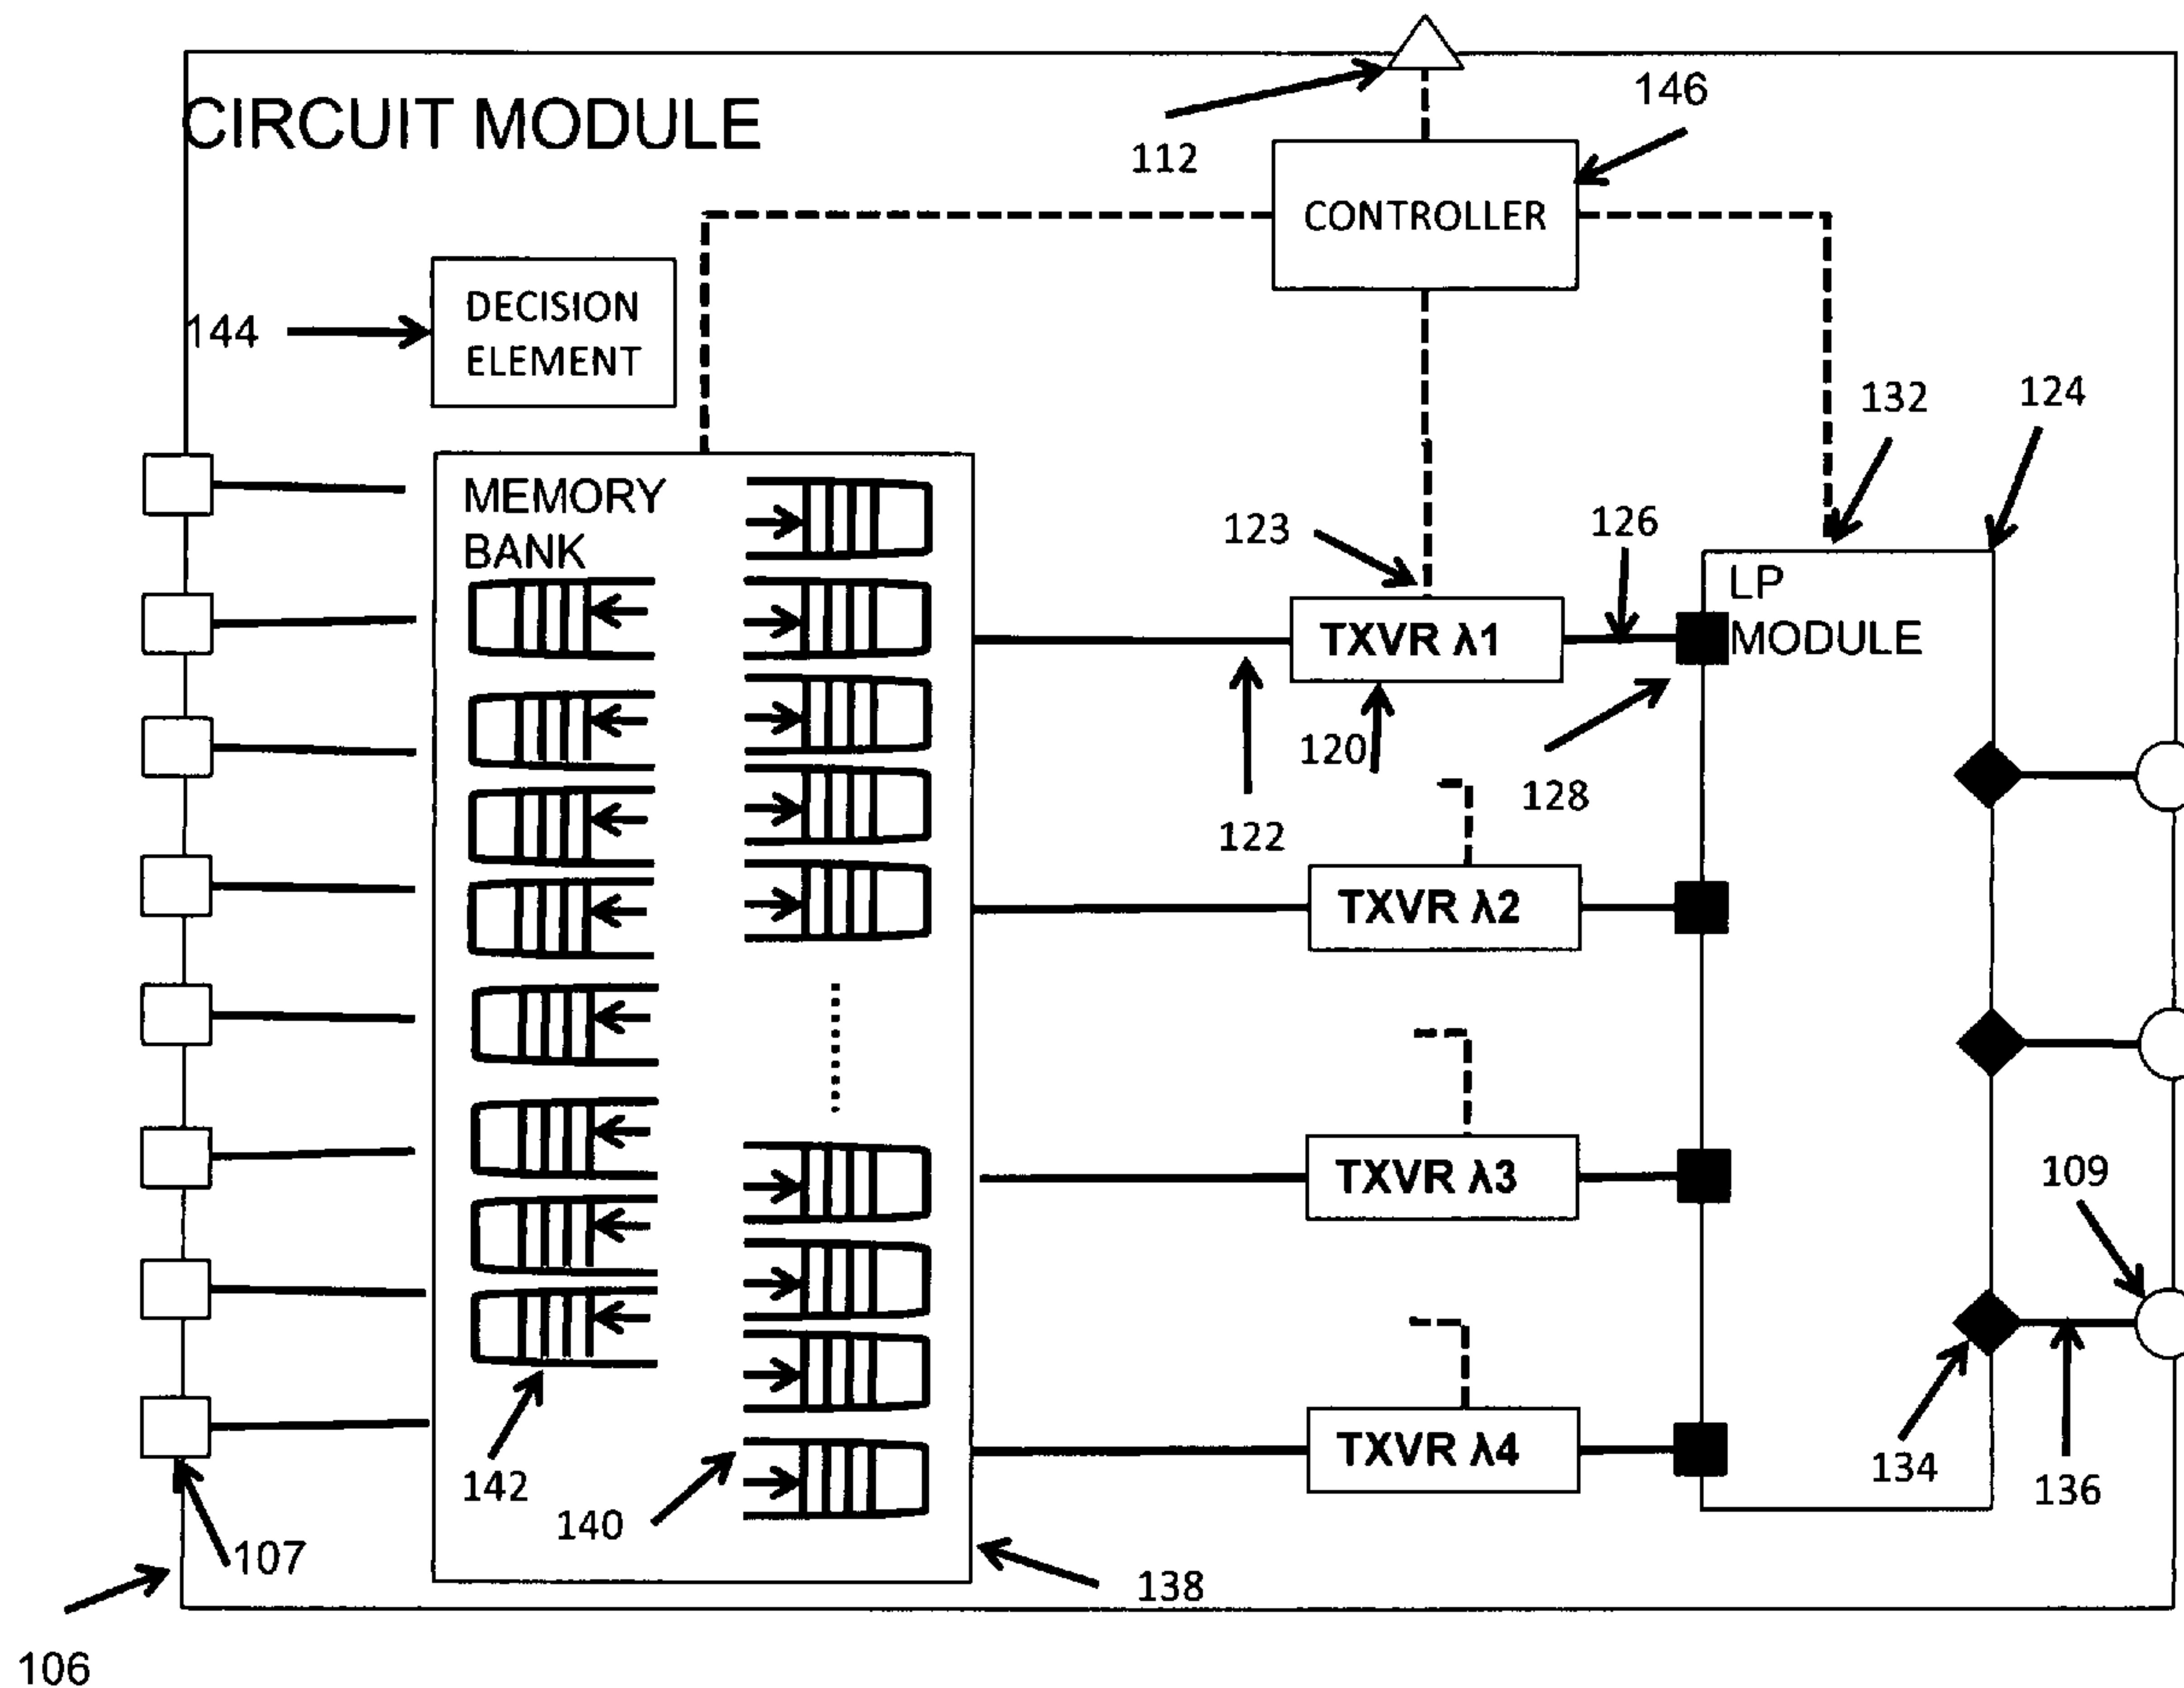 CIRCUIT MODULE
112
146
CONTROLLER
DECISION
ELEMENT
144
132
124
MEMORY
BANK
123
126
LP
MODULE
TXVR λ1
120
128
122
TXVR λ2
TXVR λ3
109
TXVR λ4
142
140
134
136
107
138
106